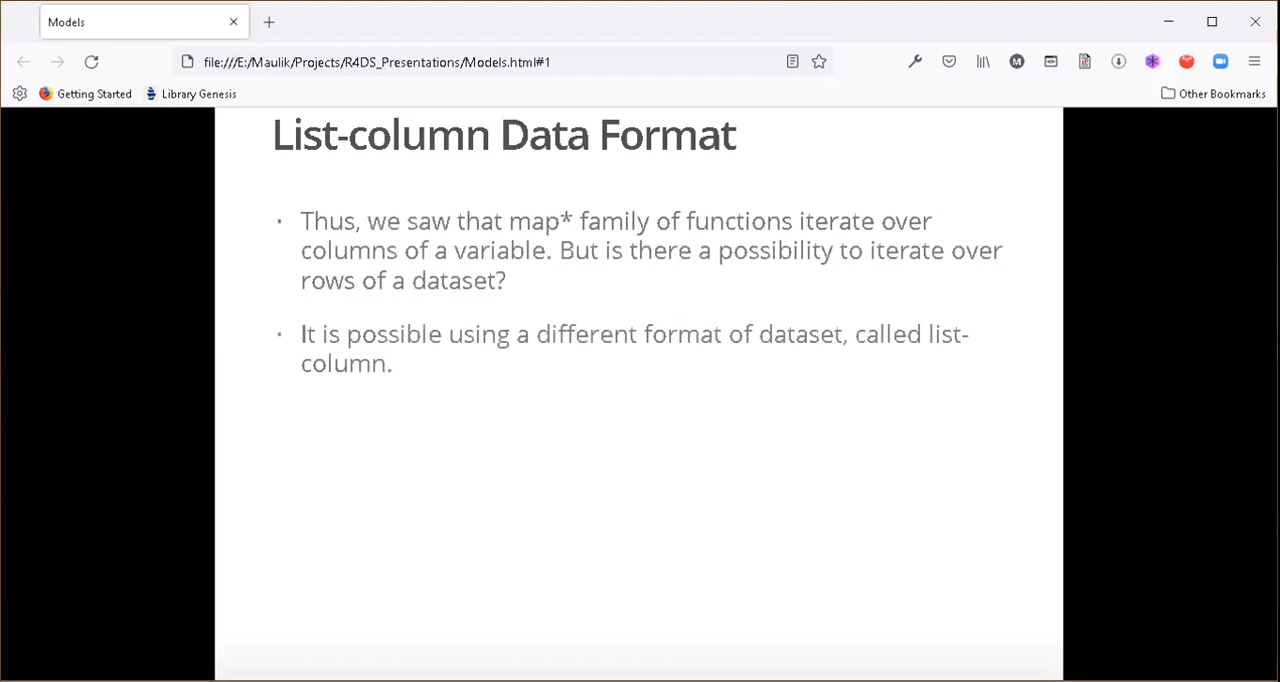 Models
file:///E:/Maulik/Projects/R4DS_Presentations/Models.html#1
Getting Started
Library Genesis
Other Bookmarks
List-column Data Format
· Thus, we saw that map* family of functions iterate over
columns of a variable. But is there a possibility to iterate over
rows of a dataset?
· It is possible using a different format of dataset, called list-
column.